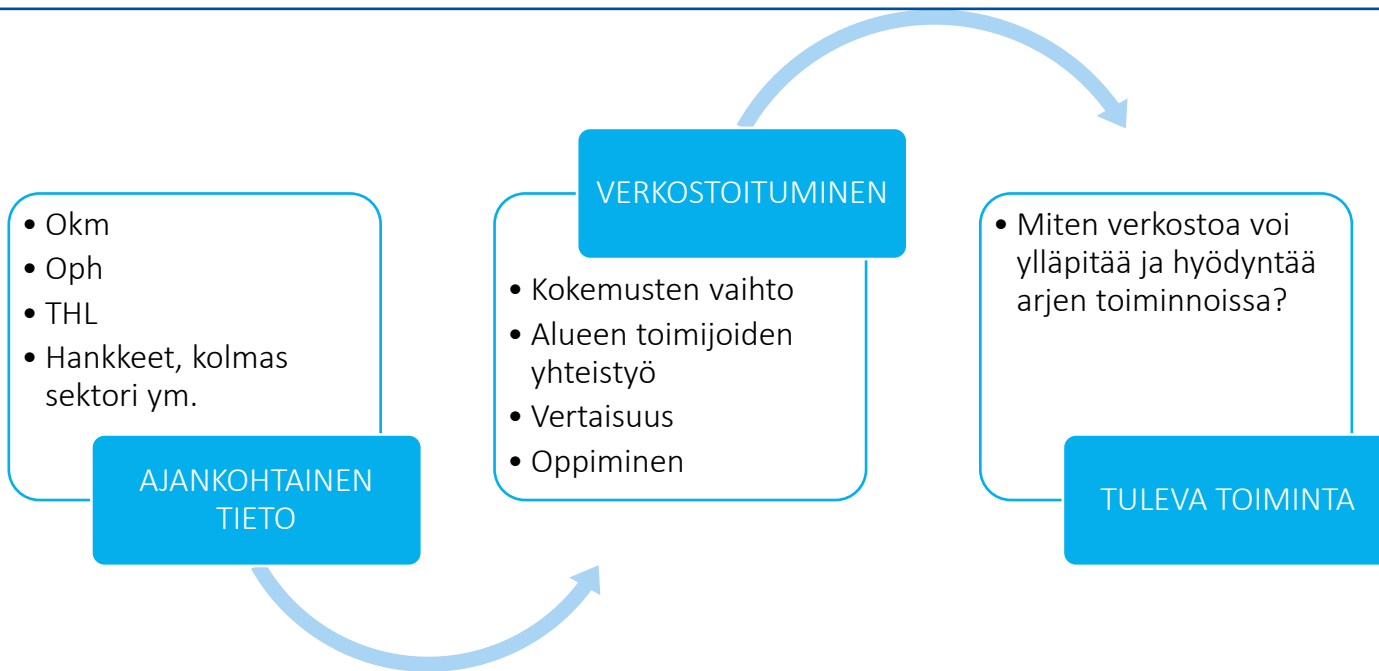 • Okm
• Oph
• THL
• Hankkeet, kolmas
sektori ym.
AJANKOHTAINEN
TIETO
VERKOSTOITUMINEN
• Kokemusten vaihto
• Alueen toimijoiden
yhteistyö
• Vertaisuus
• Oppiminen
• Miten verkostoa voi
ylläpitää ja hyödyntää
arjen toiminnoissa?
TULEVA TOIMINTA